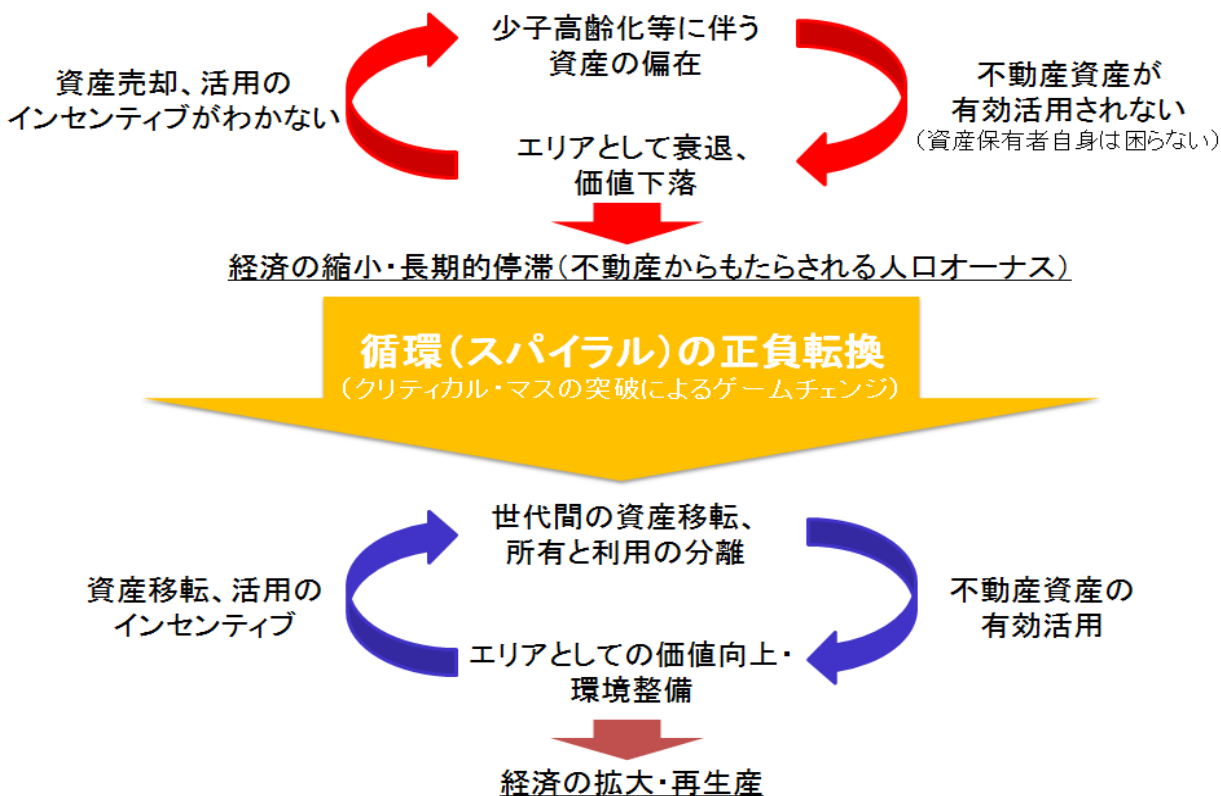 少子高齢化等に伴う
資産の偏在
資産売却、活用の
インセンティブがわかない
不動産資産が
有効活用されない
（資産保有者自身は困らない）
エリアとして衰退、
価値下落
経済の縮小・長期的停滞（不動産からもたらされる人口オーナス）
循環（スパイラル）の正負転換
（クリティカル・マスの突破によるゲームチェンジ）
世代間の資産移転、
所有と利用の分離
資産移転、活用の
インセンティブ
不動産資産の
有効活用
エリアとしての価値向上・
環境整備
経済の拡大・再生産